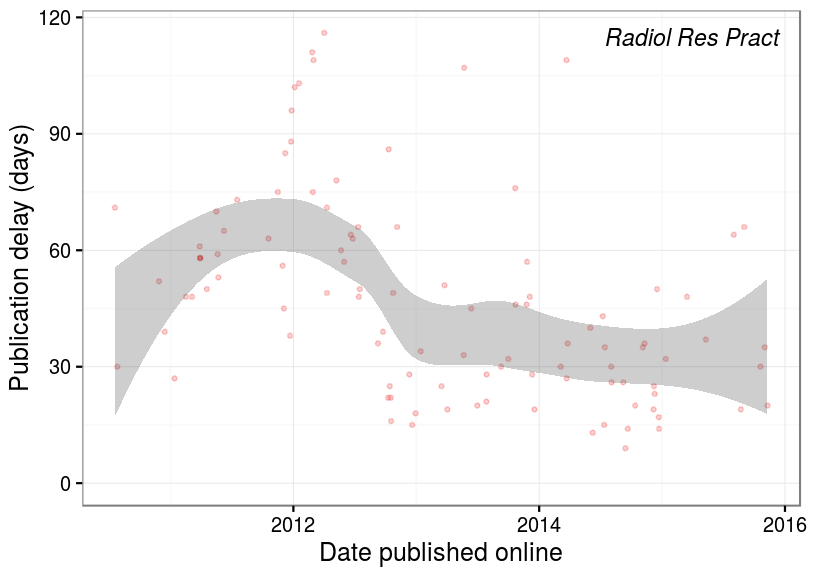 Radiol Res Pract
Publication delay (days)
120
90
60
30
0
2012
2014
2016
Date published online